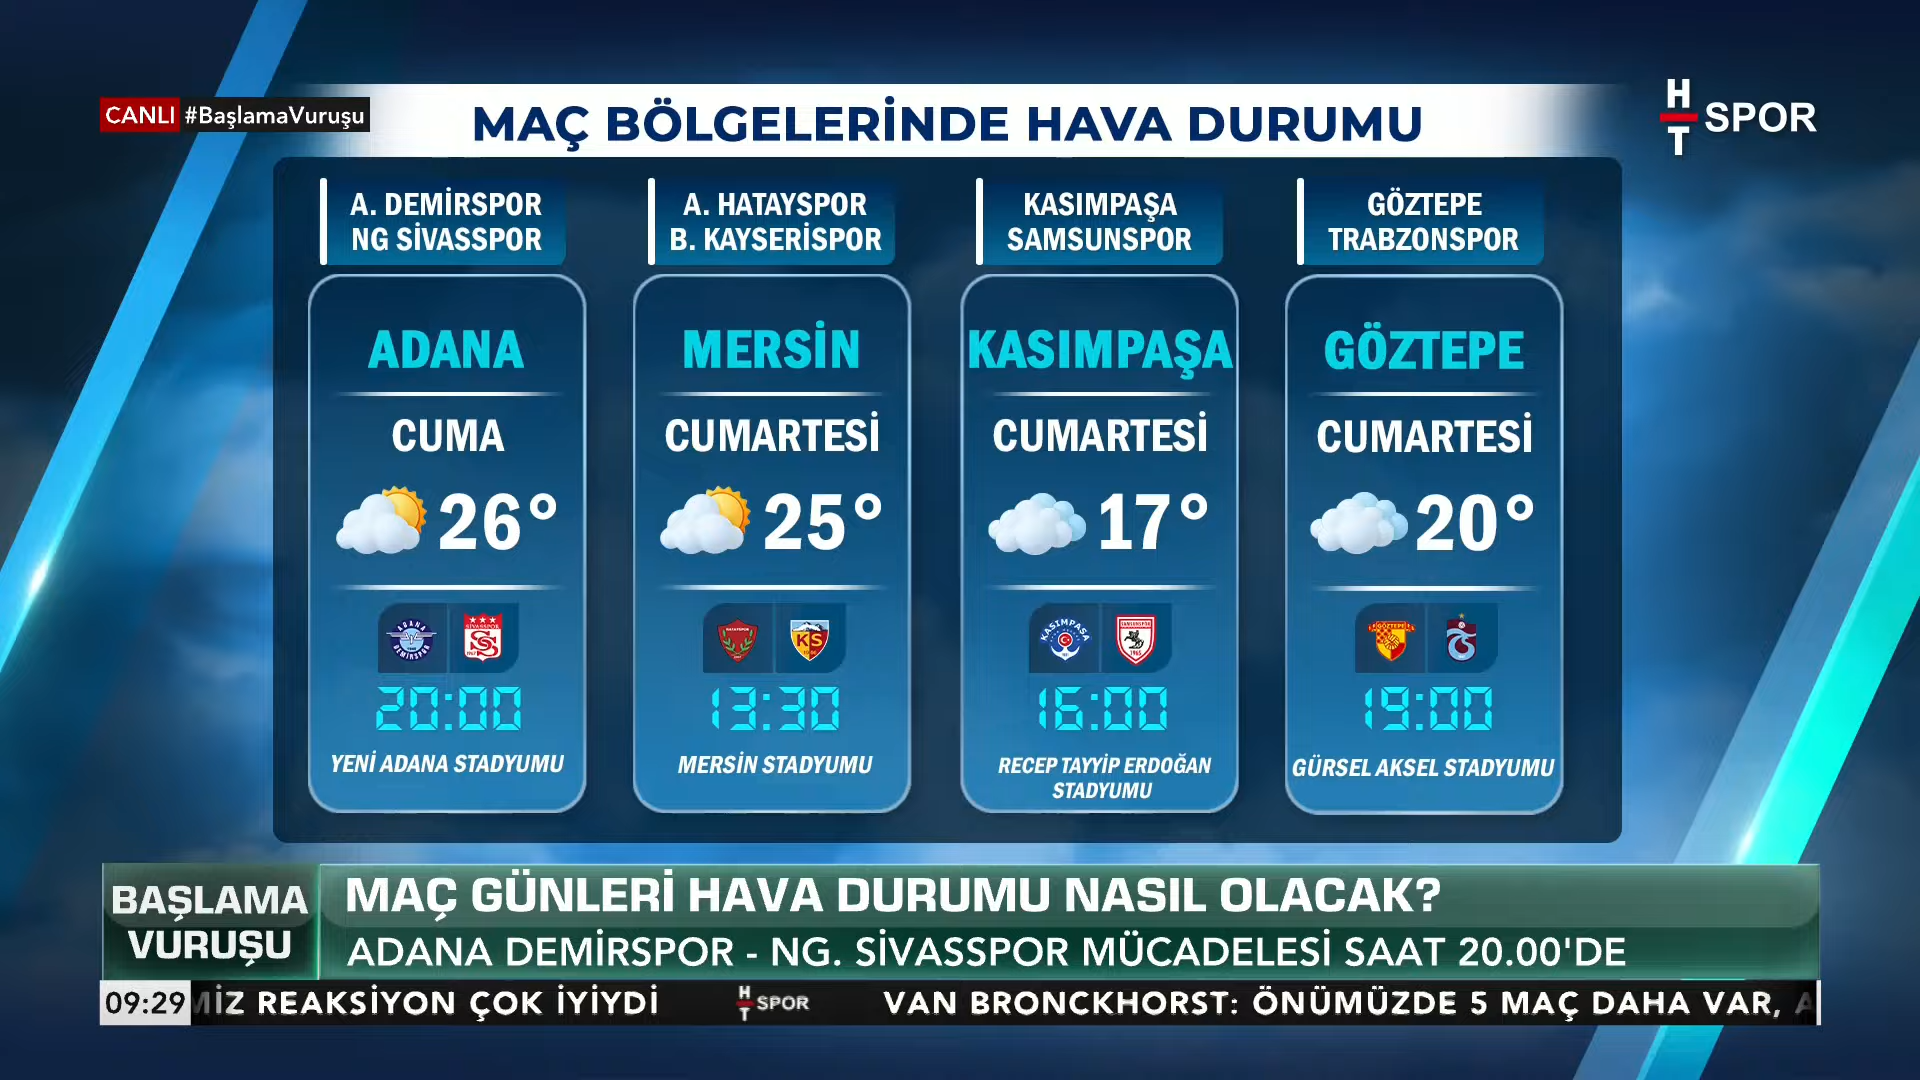 CANLI #BaşlamaVuruşu
MAÇ BÖLGELERİNDE HAVA DURUMU
H
T SPOR
A. DEMİRSPOR
NG SİVASSPOR
ADANA
CUMA
26°
20:00
YENİ ADANA STADYUMU
A. HATAYSPOR
B. KAYSERİSPOR
MERSİN
CUMARTESİ
25°
13:30
MERSİN STADYUMU
KASIMPAŞA
SAMSUNSPOR
KASIMPAŞA
CUMARTESİ
17°
16:00
RECEP TAYYİP ERDOĞAN
STADYUMU
GÖZTEPE
TRABZONSPOR
GÖZTEPE
CUMARTESİ
20°
19:00
GÜRSEL AKSEL STADYUMU
BAŞLAMA
VURUŞU
MAÇ GÜNLERİ HAVA DURUMU NASIL OLACAK?
ADANA DEMİRSPOR - NG. SİVASSPOR MÜCADELESİ SAAT 20.00'DE
09:29 MİZ REAKSİYON ÇOK İYİYDİ HT SPOR VAN BRONCKHORST: ÖNÜMÜZDE 5 MAÇ DAHA VAR, A